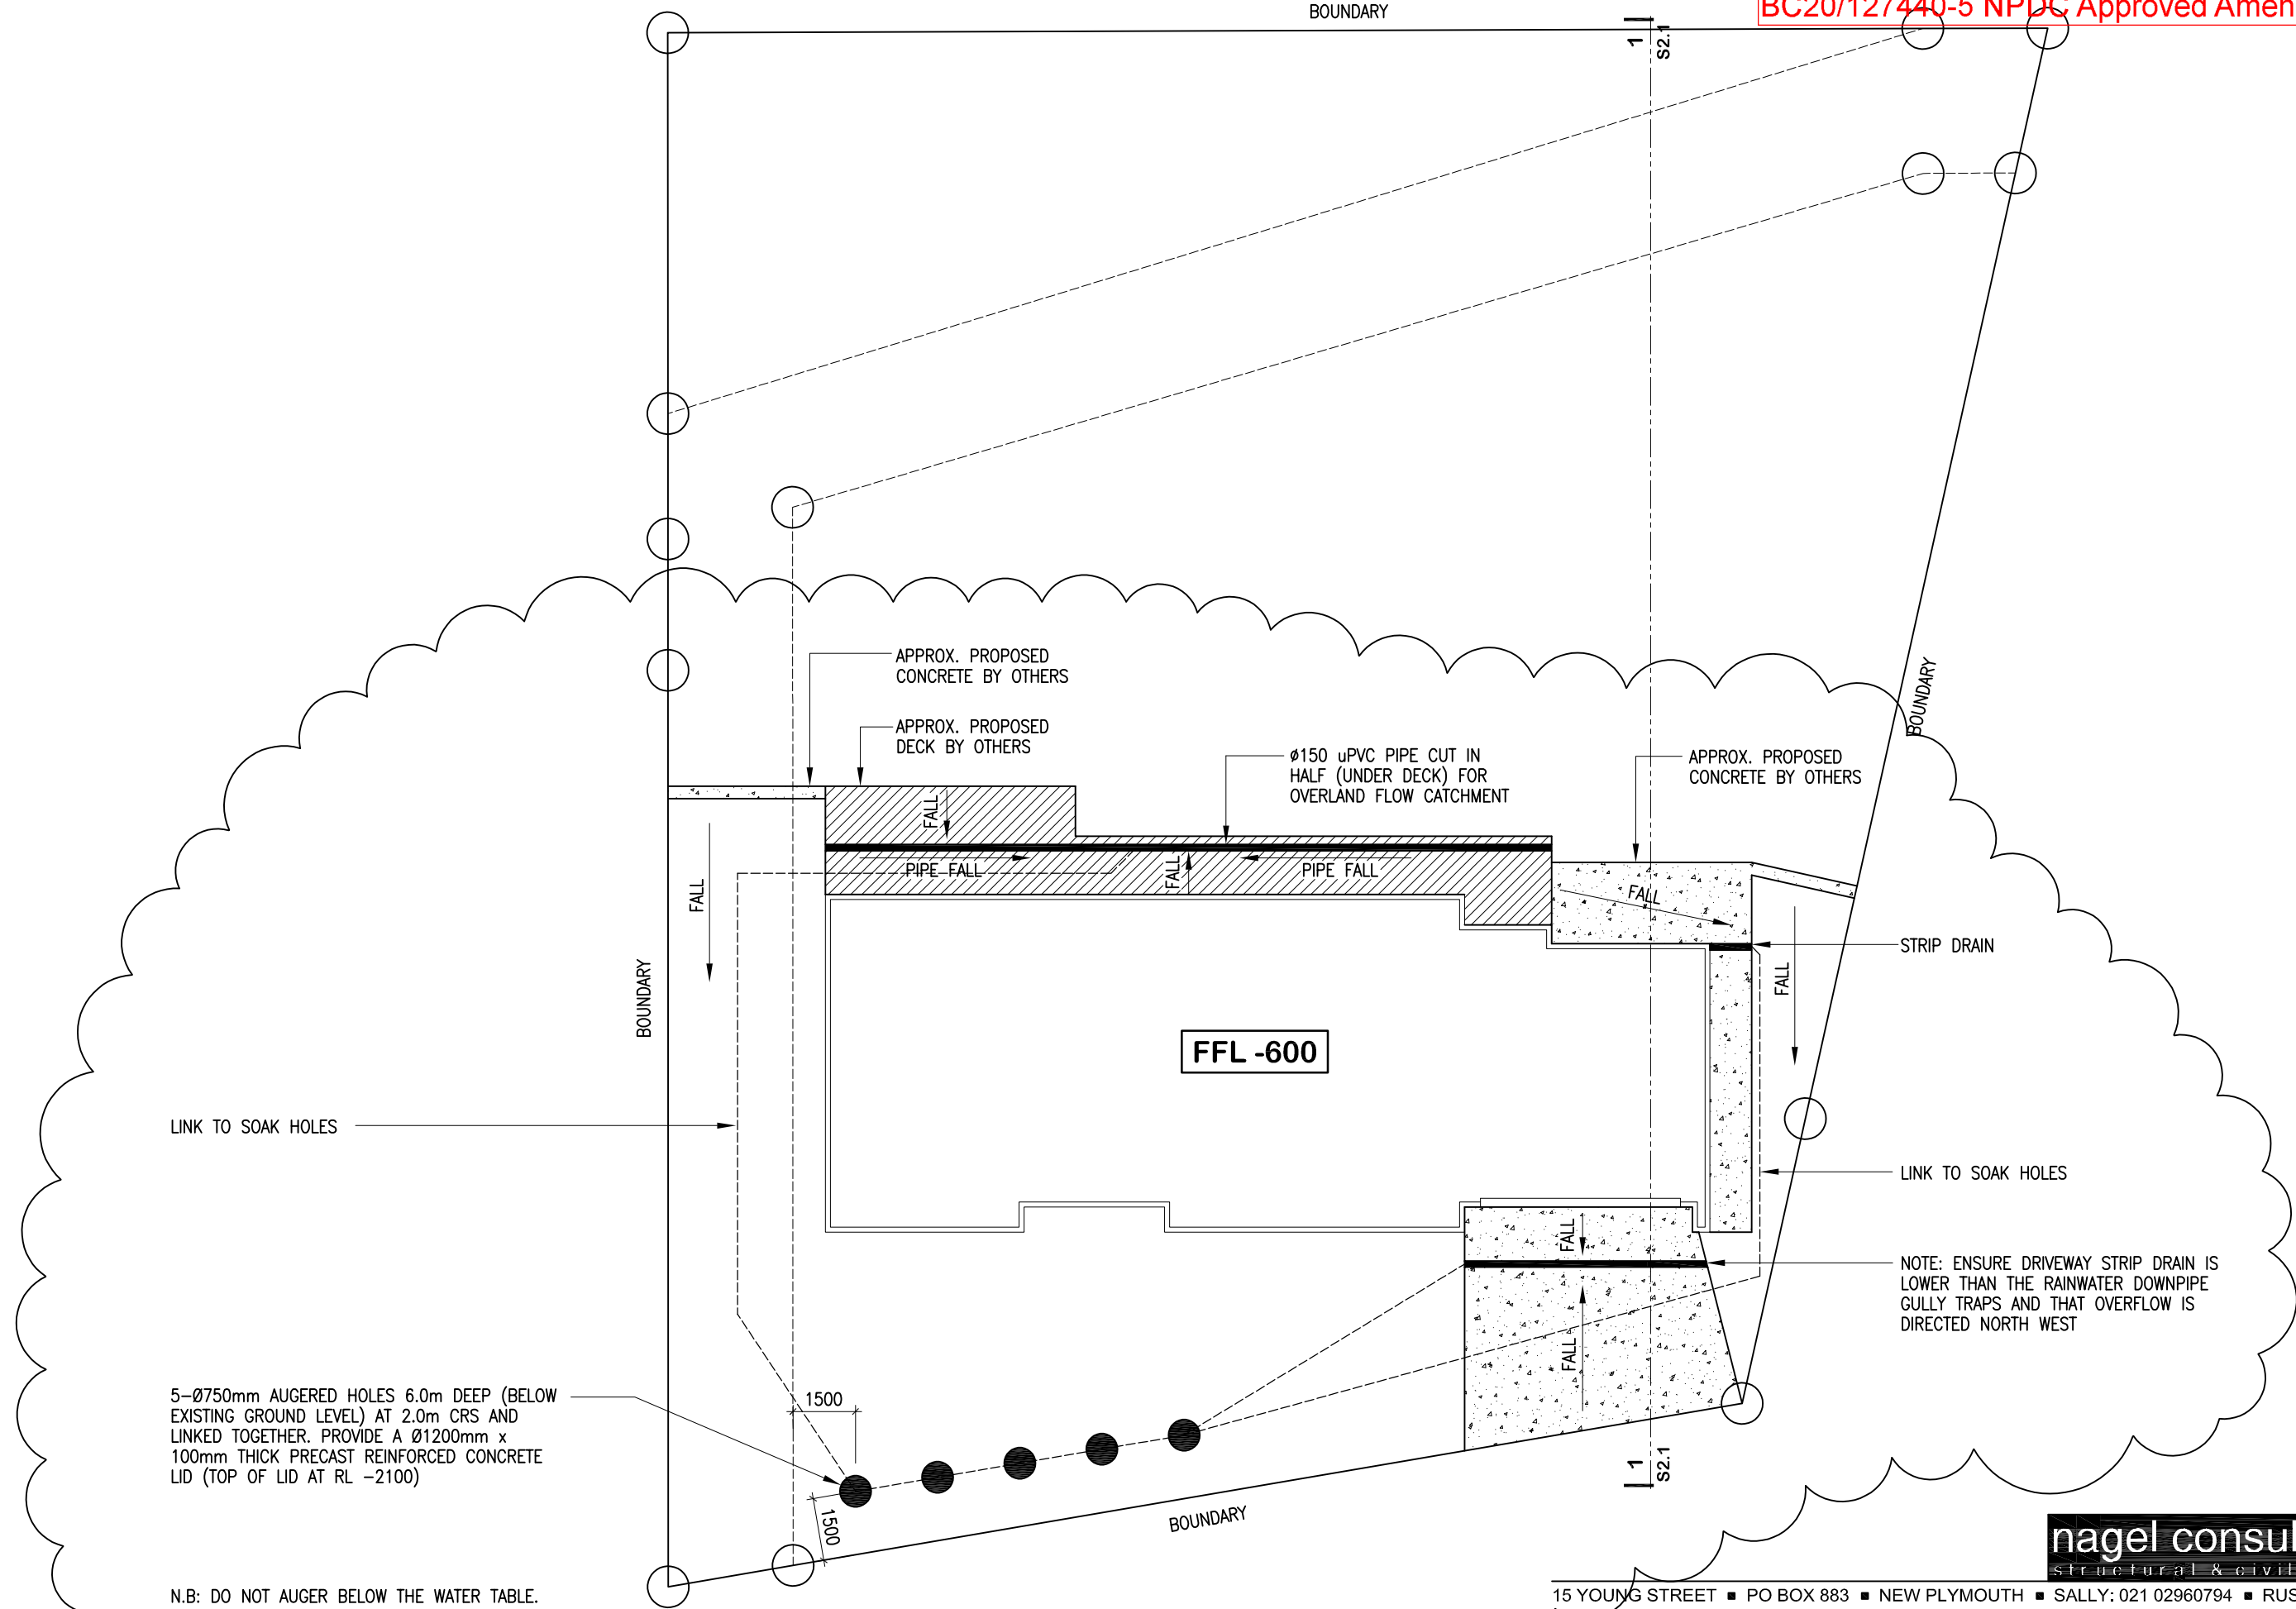 BOUNDARY
BC20/127440-5 NPDC Approved Amen
1
S2.1
APPROX. PROPOSED
CONCRETE BY OTHERS
APPROX. PROPOSED
DECK BY OTHERS
ø150 uPVC PIPE CUT IN
HALF (UNDER DECK) FOR
OVERLAND FLOW CATCHMENT
APPROX. PROPOSED
CONCRETE BY OTHERS
BOUNDARY
FALL
FALL
PIPE FALL
FALL
PIPE FALL
FALL
STRIP DRAIN
FALL
BOUNDARY
FFL -600
LINK TO SOAK HOLES
LINK TO SOAK HOLES
FALL
NOTE: ENSURE DRIVEWAY STRIP DRAIN IS
LOWER THAN THE RAINWATER DOWNPIPE
GULLY TRAPS AND THAT OVERFLOW IS
DIRECTED NORTH WEST
FALL
5-Ø750mm AUGERED HOLES 6.0m DEEP (BELOW
EXISTING GROUND LEVEL) AT 2.0m CRS AND
LINKED TOGETHER. PROVIDE A Ø1200mm x
100mm THICK PRECAST REINFORCED CONCRETE
LID (TOP OF LID AT RL -2100)
1500
1500
BOUNDARY
1
S2.1
N.B: DO NOT AUGER BELOW THE WATER TABLE.
nagel consul
structural & civil
15 YOUNG STREET ■ PO BOX 883 ■ NEW PLYMOUTH ■ SALLY: 021 02960794 ■ RUS